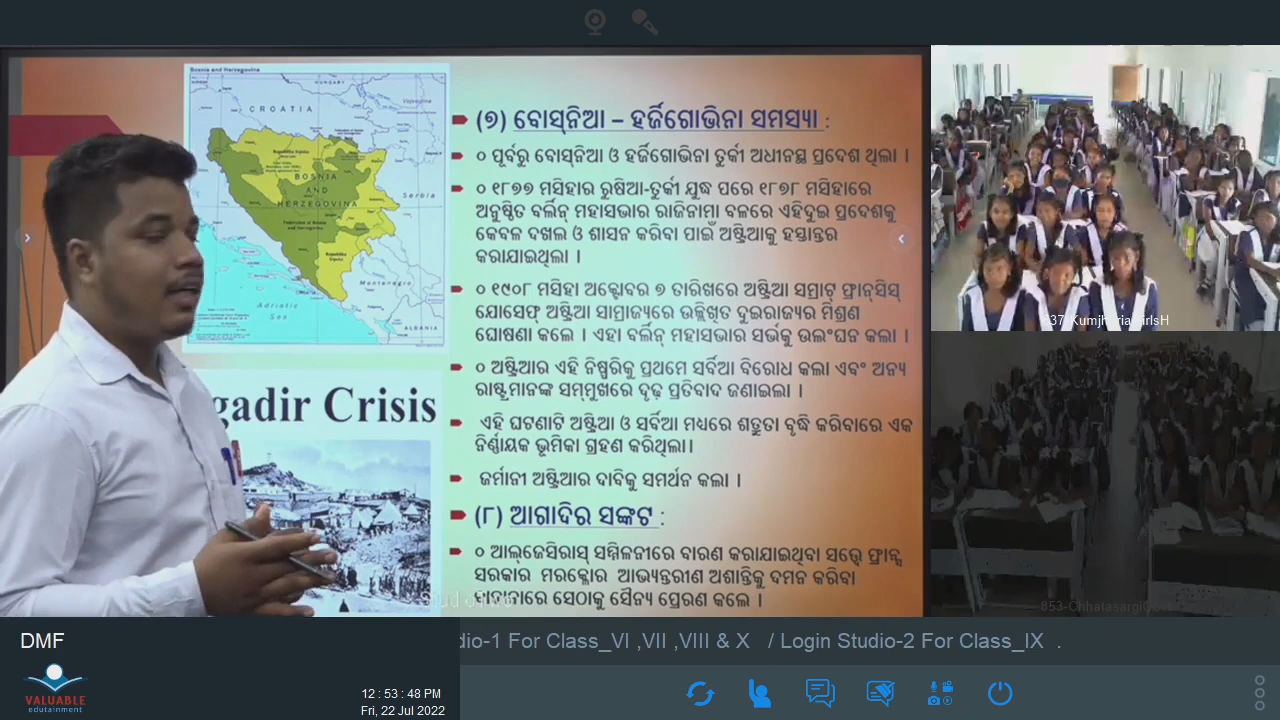 Bosnia and Herzegovina
HUNGARY
CROATIA
Vojvodina
BOSNIA
AND
HERZEGOVINA
Serbia
Montenegro
Adriatic
Sea
ALBANIA
gadir Crisis
(୭) ବୋସ୍‌ନିଆ – ହର୍ଜିଗୋଭିନା ସମସ୍ୟା :
୦ ପୂର୍ବରୁ ବୋସ୍‌ନିଆ ଓ ହର୍ଜିଗୋଭିନା ତୁର୍କୀ ଅଧୀନସ୍ଥ ପ୍ରଦେଶ ଥିଲା ।
୦ ୧୮୭୭ ମସିହାର ରୁଷିଆ-ତୁର୍କୀ ଯୁଦ୍ଧ ପରେ ୧୮୭୮ ମସିହାରେ
ଅନୁଷ୍ଠିତ ବର୍ଲିନ୍ ମହାସଭାର ରାଜିନାମା ବଳରେ ଏହିଦୁଇ ପ୍ରଦେଶକୁ
କେବଳ ଦଖଲ ଓ ଶାସନ କରିବା ପାଇଁ ଅଷ୍ଟ୍ରିଆକୁ ହସ୍ତାନ୍ତର
କରାଯାଇଥିଲା ।
୦ ୧୯୦୮ ମସିହା ଅକ୍ଟୋବର ୭ ତାରିଖରେ ଅଷ୍ଟ୍ରିଆ ସମ୍ରାଟ୍ ଫ୍ରାନ୍‌ସିସ୍
ଯୋସେଫ୍ ଅଷ୍ଟ୍ରିଆ ସାମ୍ରାଜ୍ୟରେ ଉଲ୍ଲିଖିତ ଦୁଇରାଜ୍ୟର ମିଶ୍ରଣ
ଘୋଷଣା କଲେ । ଏହା ବର୍ଲିନ୍ ମହାସଭାର ସର୍ତ୍ତକୁ ଉଲଂଘନ କଲା ।
୦ ଅଷ୍ଟ୍ରିଆର ଏହି ନିଷ୍ପତ୍ତିକୁ ପ୍ରଥମେ ସର୍ବିଆ ବିରୋଧ କଲା ଏବଂ ଅନ୍ୟ
ରାଷ୍ଟ୍ରମାନଙ୍କ ସମ୍ମୁଖରେ ଦୃଢ଼ ପ୍ରତିବାଦ ଜଣାଇଲା ।
ଏହି ଘଟଣାଟି ଅଷ୍ଟ୍ରିଆ ଓ ସର୍ବିଆ ମଧ୍ୟରେ ଶତ୍ରୁତା ବୃଦ୍ଧି କରିବାରେ ଏକ
ନିର୍ଣ୍ଣାୟକ ଭୂମିକା ଗ୍ରହଣ କରିଥିଲା।
ଜର୍ମାନୀ ଅଷ୍ଟ୍ରିଆର ଦାବିକୁ ସମର୍ଥନ କଲା ।
(୮) ଆଗାଦିର ସଙ୍କଟ :
୦ ଆଲ୍‌ଜେସିରାସ୍ ସମ୍ମିଳନୀରେ ବାରଣ କରାଯାଇଥିବା ସତ୍ତ୍ୱେ ଫ୍ରାନ୍ସ
ସରକାର ମରକ୍କୋର ଆଭ୍ୟନ୍ତରୀଣ ଅଶାନ୍ତିକୁ ଦମନ କରିବା
ବାହାନାରେ ସେଠାକୁ ସୈନ୍ୟ ପ୍ରେରଣ କଲେ ।
DMF
VALUABLE
edutainment
12 : 53 : 48 PM
Fri, 22 Jul 2022
dio-1 For Class_VI ,VII ,VIII & X / Login Studio-2 For Class_IX .